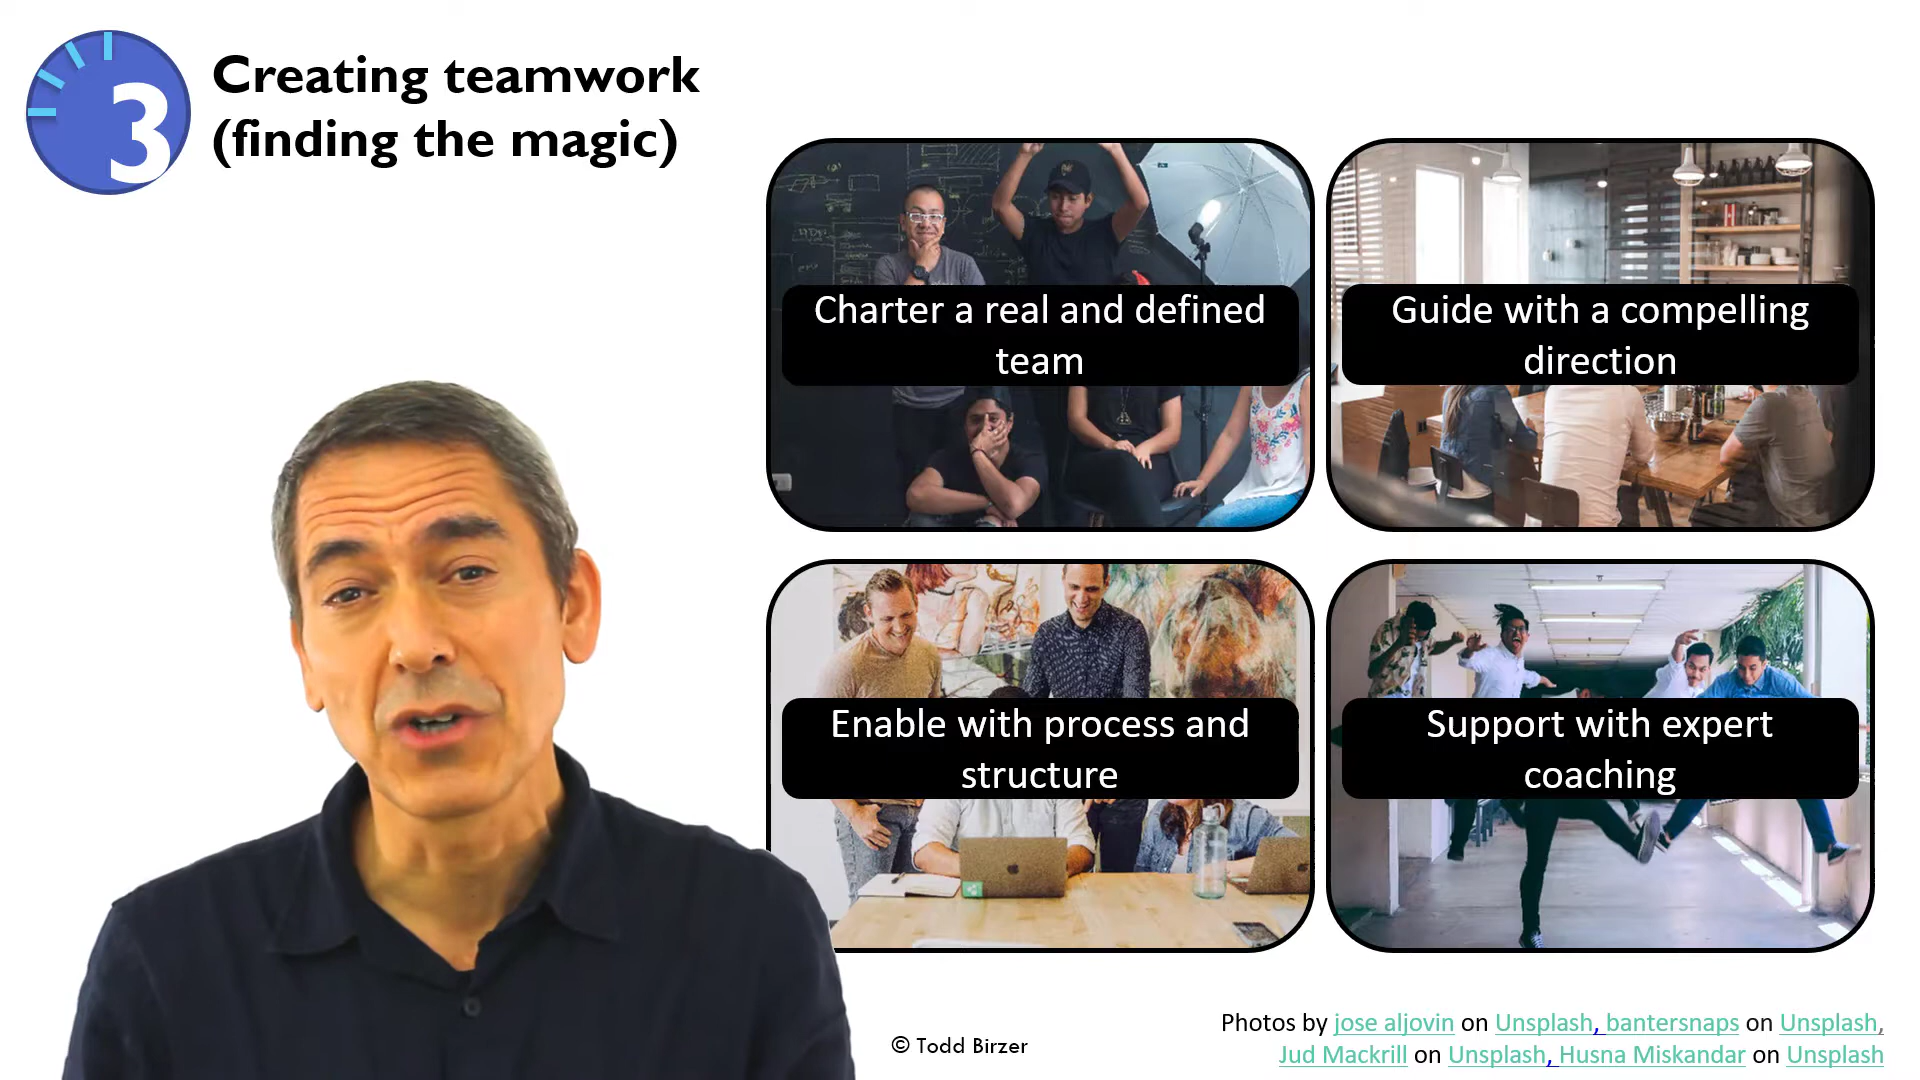 3
Creating teamwork
(finding the magic)
Charter a real and defined
team
Guide with a compelling
direction
Enable with process and
structure
Support with expert
coaching
© Todd Birzer
Photos by jose aljovin on Unsplash, bantersnaps on Unsplash,
Jud Mackrill on Unsplash, Husna Miskandar on Unsplash